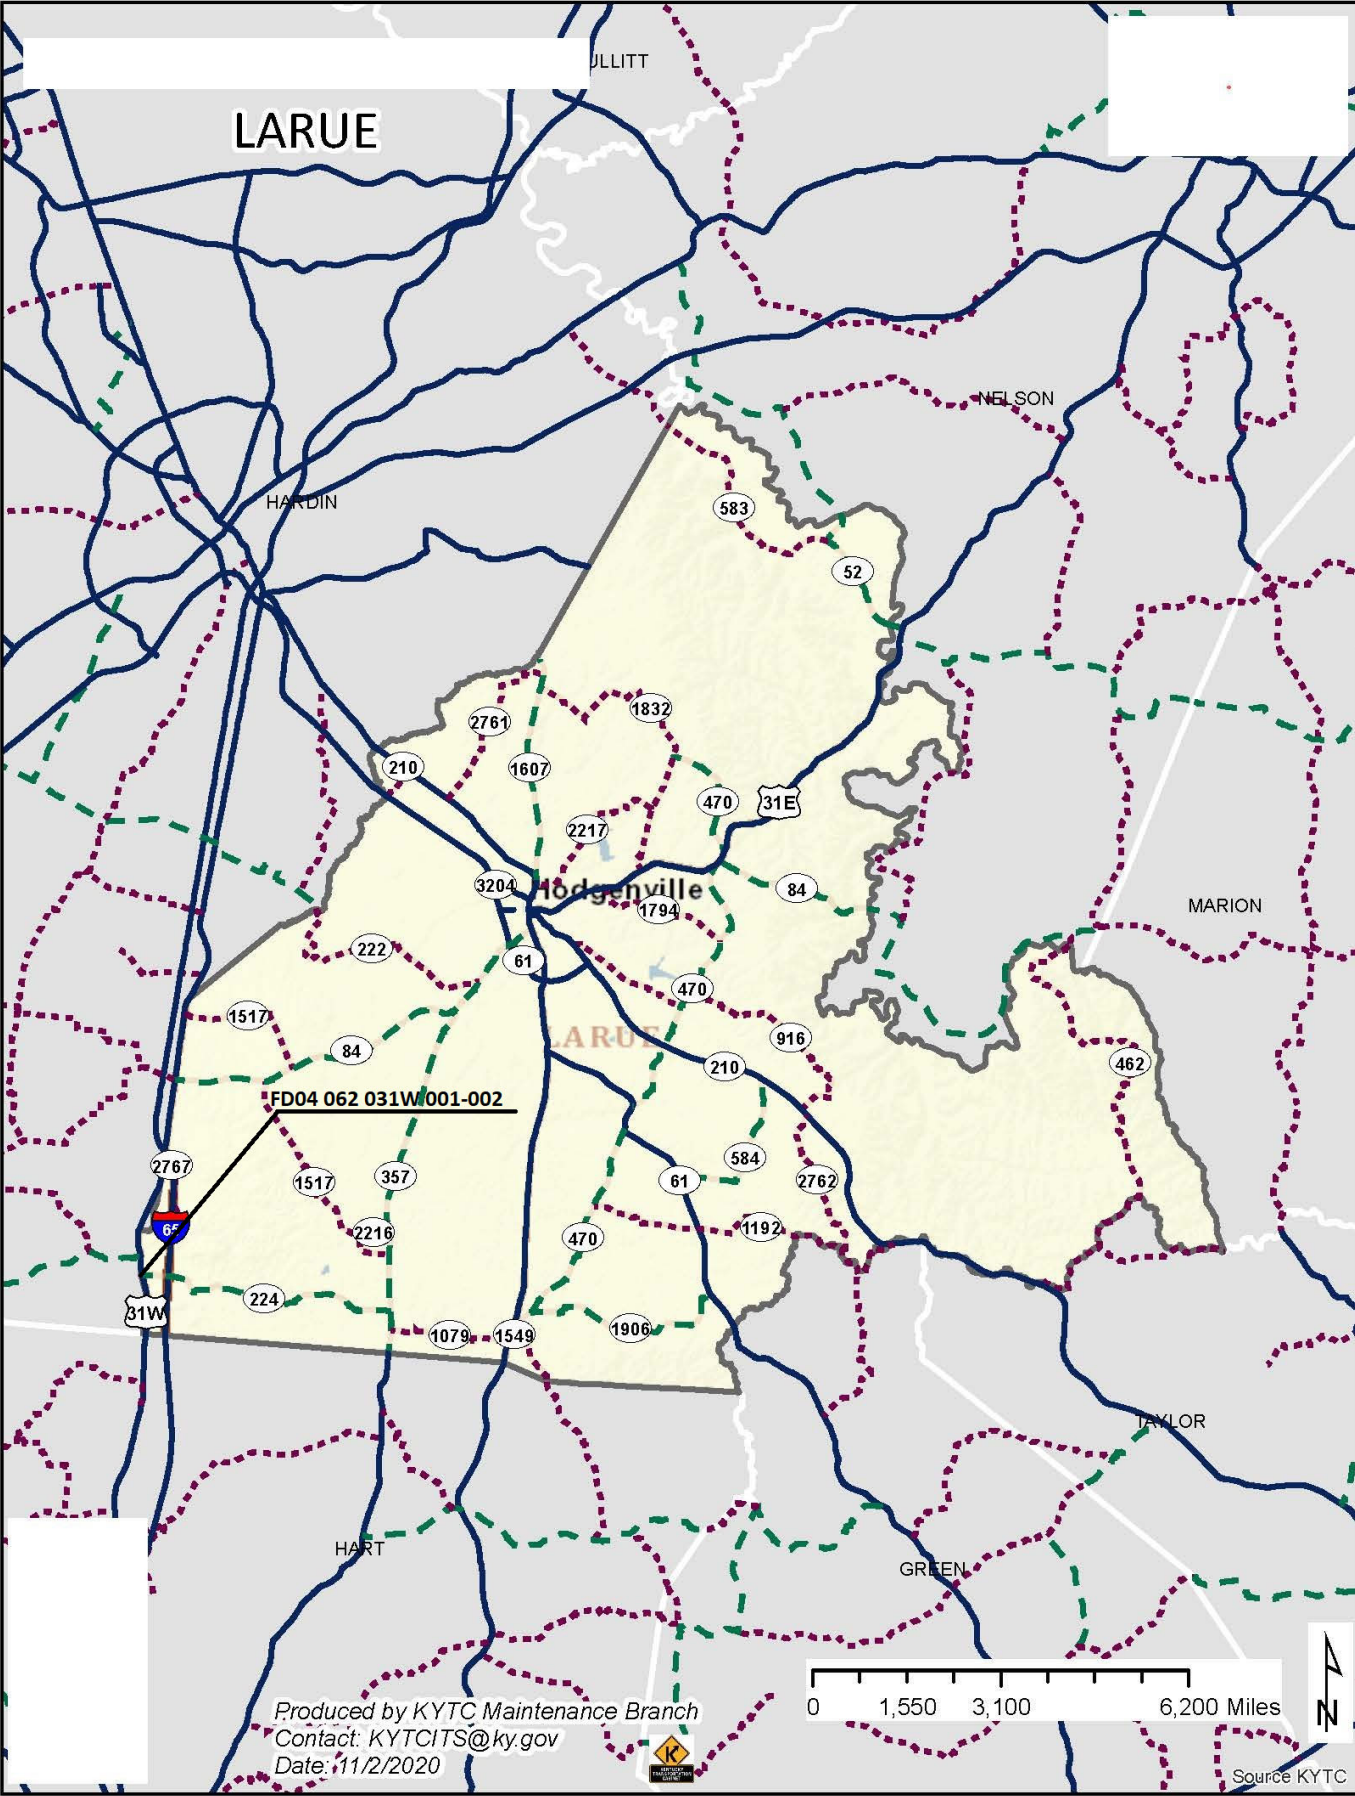 JLLITT
LARUE
NELSON
HARDIN
583
52
1832
2761
210
1607
470
31E
2217
3204
Hodgenville
84
1794
MARION
222
61
470
1517
LARUE
916
84
210
462
FD04 062 031W 001-002
584
2767
357
1517
61
2762
65
2216
470
1192
224
31W
1906
1079
1549
TAYLOR
HART
GREEN
Produced by KYTC Maintenance Branch
Contact: KYTCITS@ky.gov
Date: 11/2/2020
0 1,550 3,100 6,200 Miles
N
K
Source KYTC